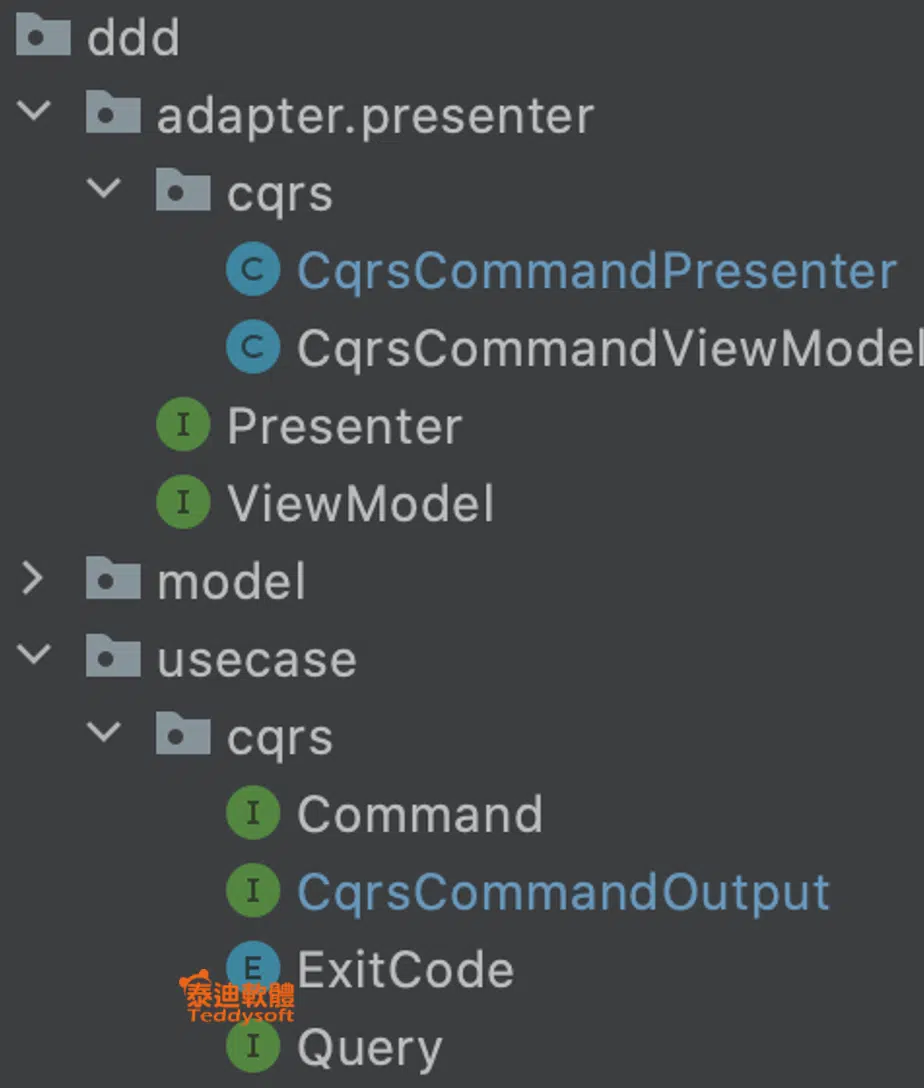 ddd
adapter.presenter
cqrs
C CqrsCommandPresenter
C CqrsCommandViewModel
I Presenter
I ViewModel
model
usecase
cqrs
I Command
I CqrsCommandOutput
E ExitCode
泰迪軟體
Teddysoft
I Query